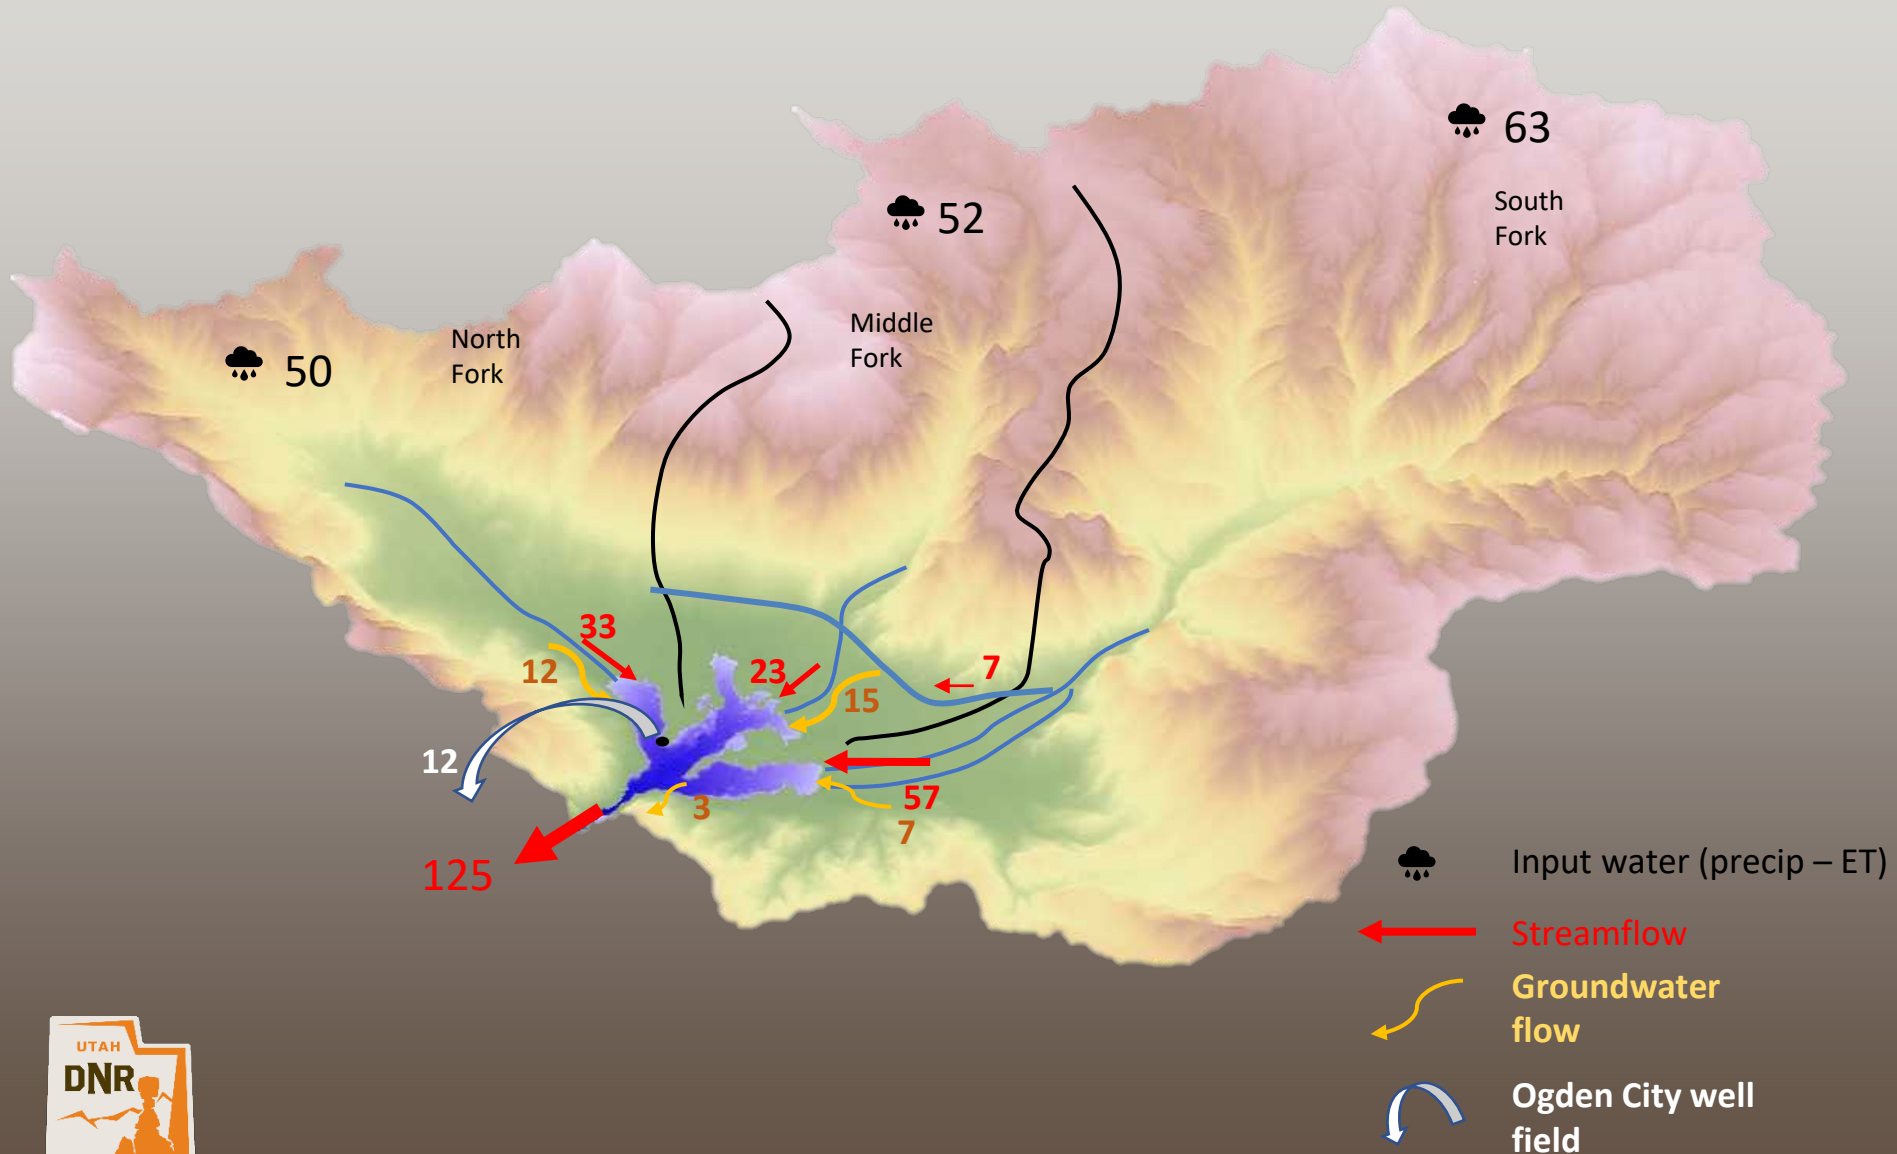 63
South
Fork
52
Middle
Fork
North
Fork
50
33
12
23
15
7
12
3
57
7
125
Input water (precip – ET)
Streamflow
Groundwater
flow
Ogden City well
field
UTAH
DNR